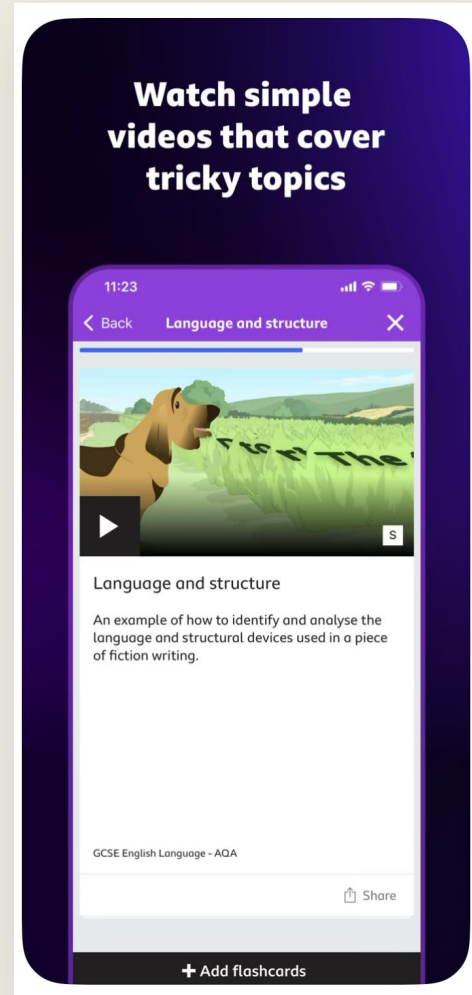 Watch simple
videos that cover
tricky topics
11:23
Back Language and structure
The
S
Language and structure
An example of how to identify and analyse the
language and structural devices used in a piece
of fiction writing.
GCSE English Language - AQA
Share
Add flashcards